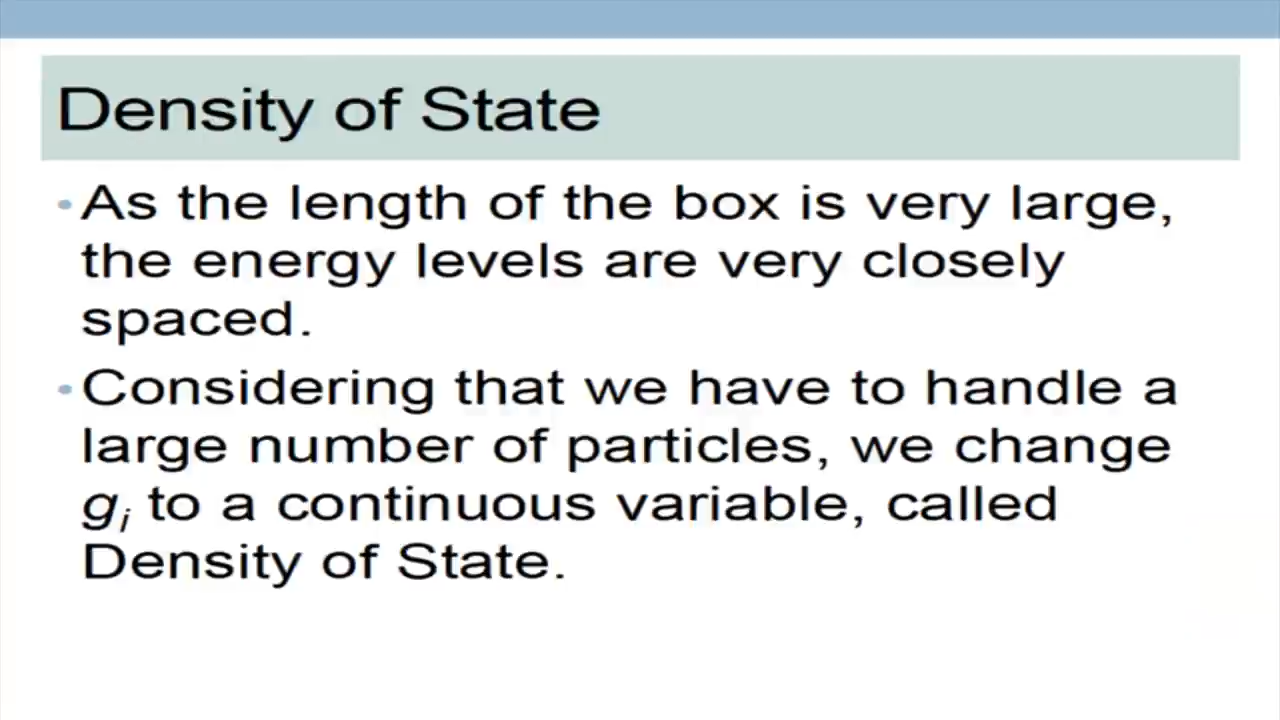 Density of State
• As the length of the box is very large,
the energy levels are very closely
spaced.
• Considering that we have to handle a
large number of particles, we change
gi to a continuous variable, called
Density of State.